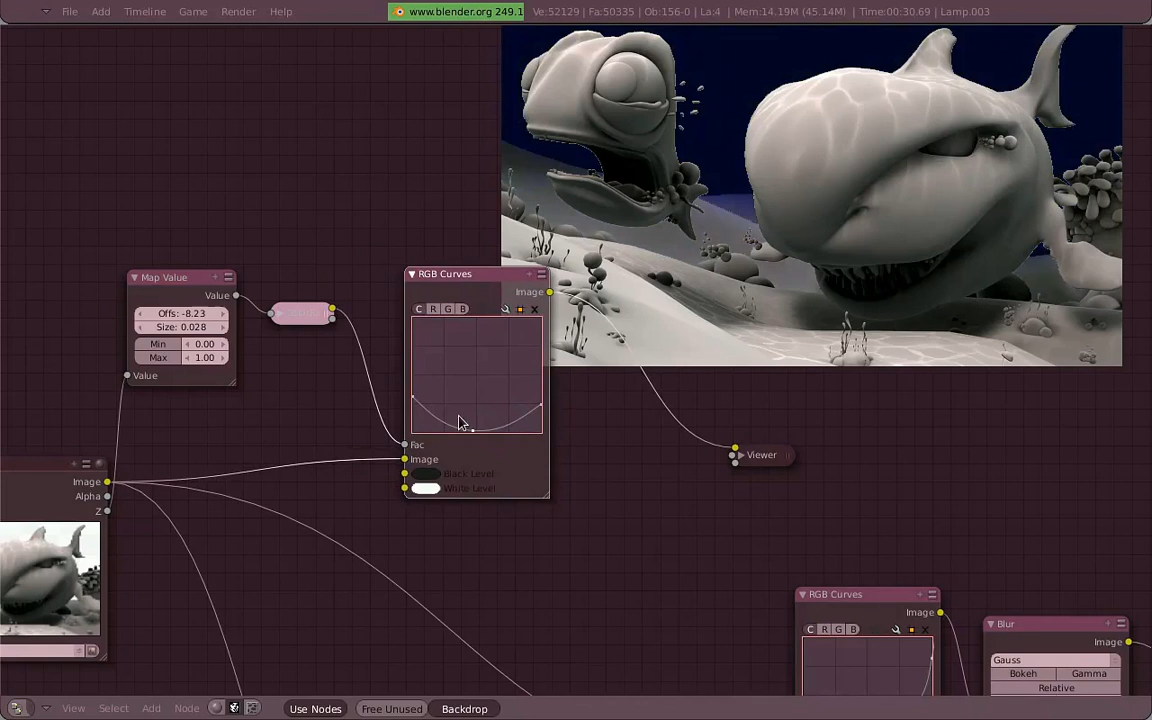 File Add Timeline Game Render Help www.blender.org 249.1 Ve:52129 | Fa:50335 | Ob:156-0 | La:4 | Mem:14.19M (45.14M) | Time:00:30.69 | Lamp.003
Map Value
Value
Offs: -8.23
Size: 0.028
Min 0.00
Max 1.00
Value
RGB Curves
Image
C R G B
Fac
Image
Black Level
White Level
Viewer
Image
Alpha
Z
RGB Curves
Image
C R G B
Blur
Image
Gauss
Bokeh Gamma
Relative
View Select Add Node Use Nodes Free Unused Backdrop